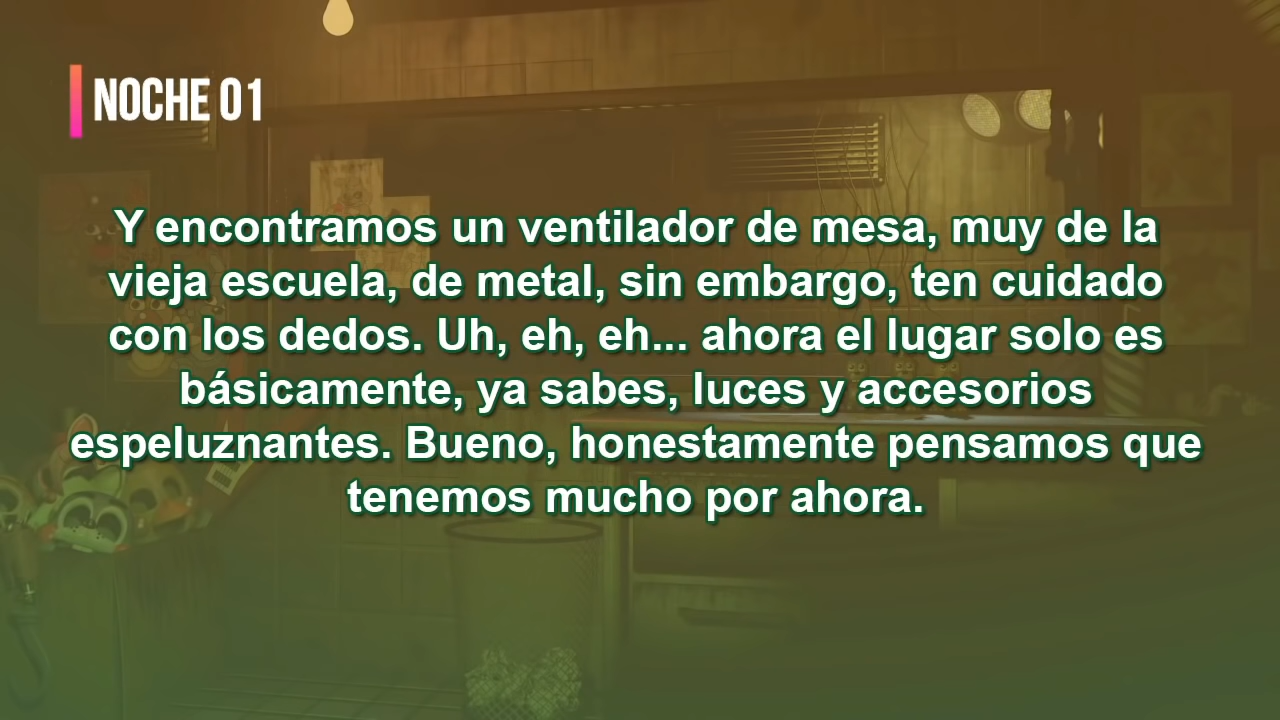 NOCHE 01
Y encontramos un ventilador de mesa, muy de la
vieja escuela, de metal, sin embargo, ten cuidado
con los dedos. Uh, eh, eh... ahora el lugar solo es
básicamente, ya sabes, luces y accesorios
espeluznantes. Bueno, honestamente pensamos que
tenemos mucho por ahora.